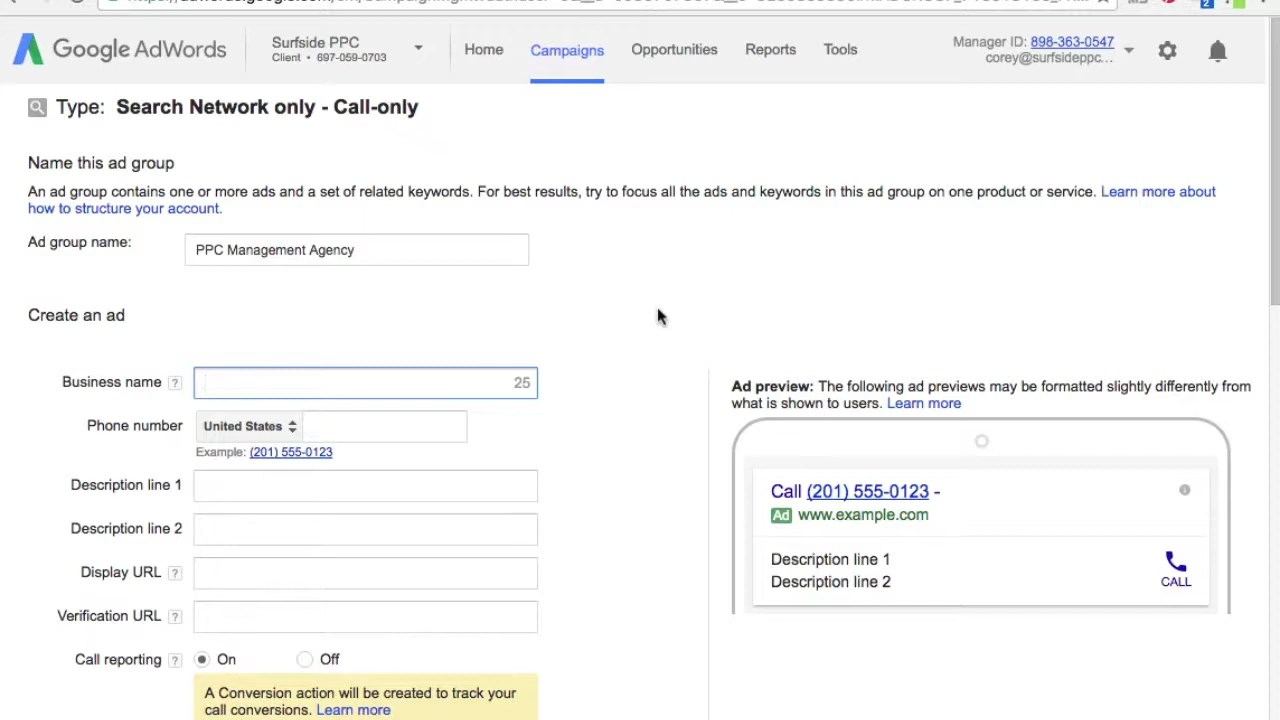 Google AdWords
Surfside PPC
Client • 697-059-0703
Home
Campaigns
Opportunities
Reports
Tools
Manager ID: 898-363-0547
corey@surfsideppc...
Type: Search Network only - Call-only
Name this ad group
An ad group contains one or more ads and a set of related keywords. For best results, try to focus all the ads and keywords in this ad group on one product or service. Learn more about
how to structure your account.
Ad group name:
PPC Management Agency
Create an ad
Business name ?
25
Phone number
United States
Example: (201) 555-0123
Description line 1
Description line 2
Display URL ?
Verification URL ?
Call reporting ?
On
Off
A Conversion action will be created to track your
call conversions. Learn more
Ad preview: The following ad previews may be formatted slightly differently from
what is shown to users. Learn more
Call (201) 555-0123 -
Ad www.example.com
Description line 1
Description line 2
CALL